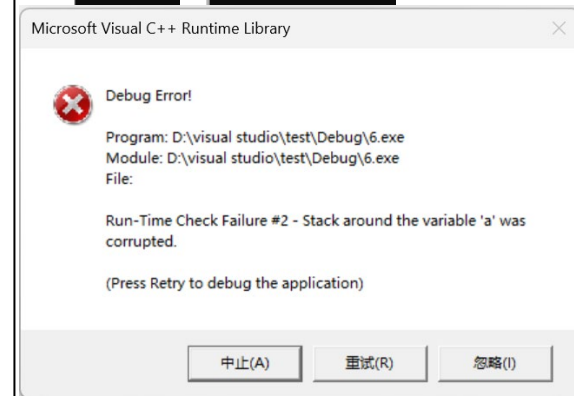 Microsoft Visual C++ Runtime Library
Debug Error!
Program: D:\visual studio\test\Debug\6.exe
Module: D:\visual studio\test\Debug\6.exe
File:
Run-Time Check Failure #2 - Stack around the variable 'a' was
corrupted.
(Press Retry to debug the application)
中止(A)
重试(R)
忽略(I)